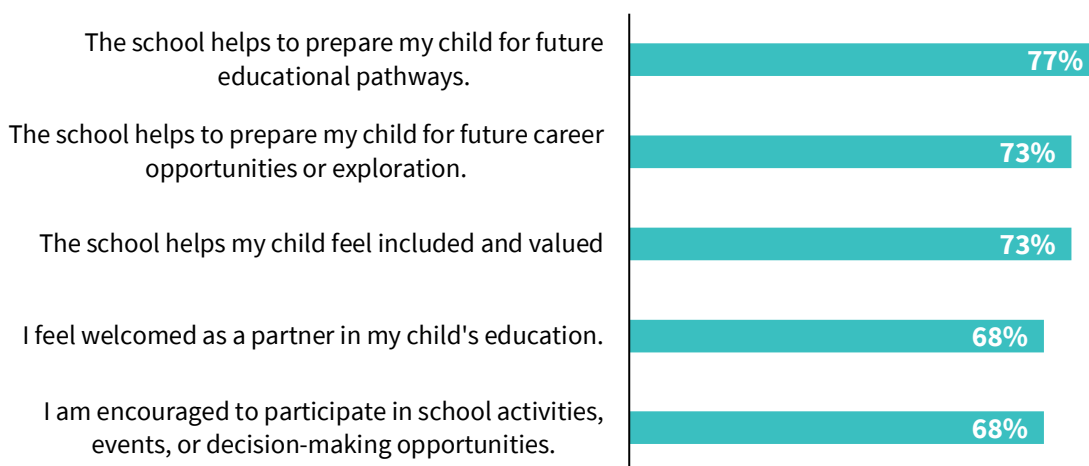 The school helps to prepare my child for future
educational pathways.
77%
The school helps to prepare my child for future career
opportunities or exploration.
73%
The school helps my child feel included and valued
73%
I feel welcomed as a partner in my child's education.
68%
I am encouraged to participate in school activities,
events, or decision-making opportunities.
68%